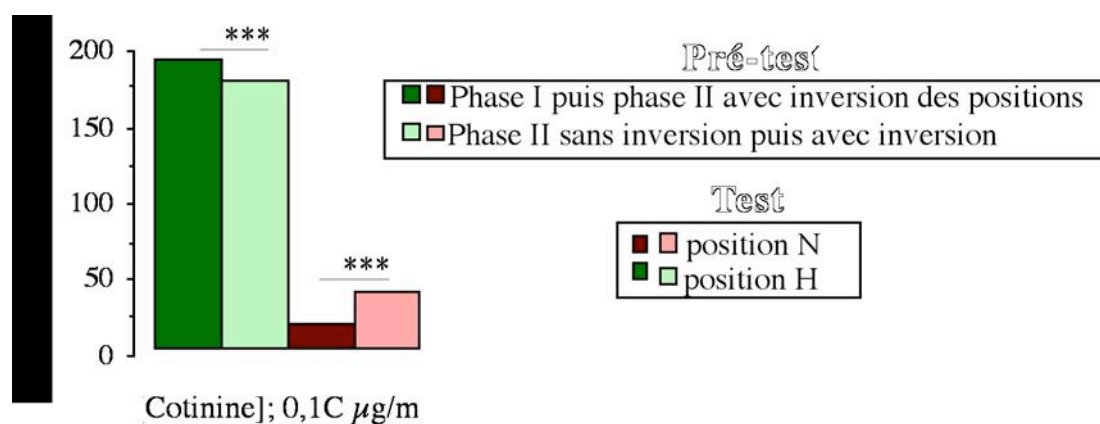 200
150
100
50
0
***
***
Pré-test
Phase I puis phase II avec inversion des positions
Phase II sans inversion puis avec inversion
Test
position N
position H
Cotinine]; 0,1C µg/m